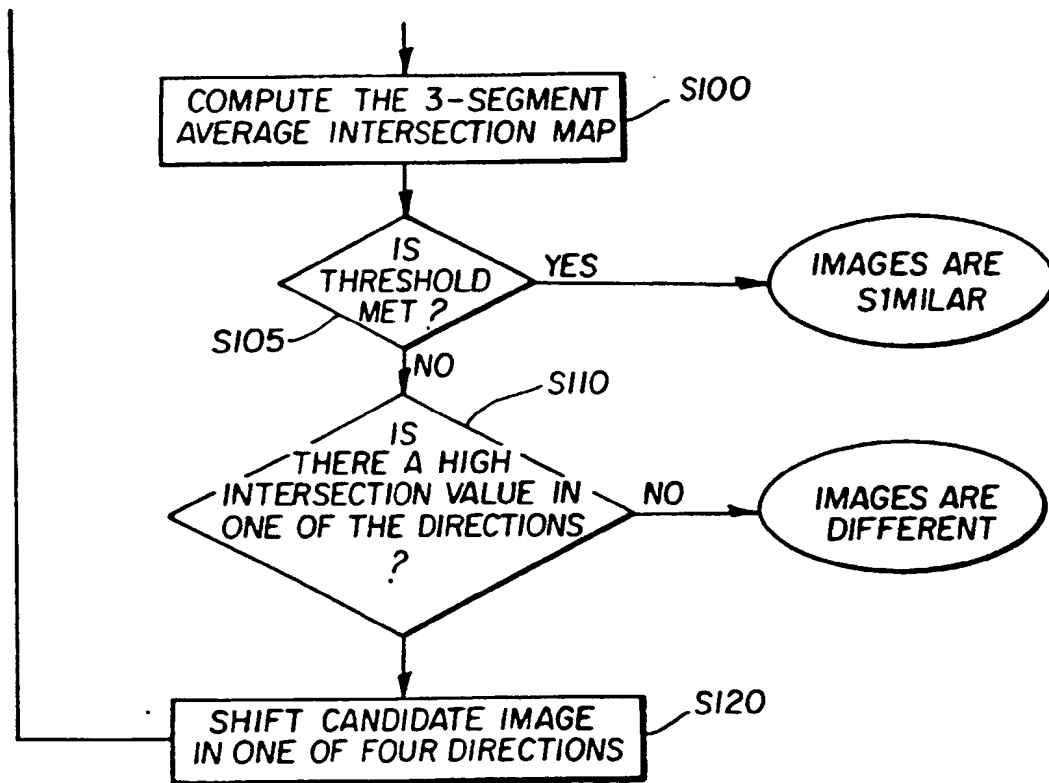 COMPUTE THE 3-SEGMENT
AVERAGE INTERSECTION MAP
S100
IS
THRESHOLD
MET ?
YES
IMAGES ARE
SIMILAR
S105
NO
S110
IS
THERE A HIGH
INTERSECTION VALUE IN
ONE OF THE DIRECTIONS
?
NO
IMAGES ARE
DIFFERENT
SHIFT CANDIDATE IMAGE
IN ONE OF FOUR DIRECTIONS
S120